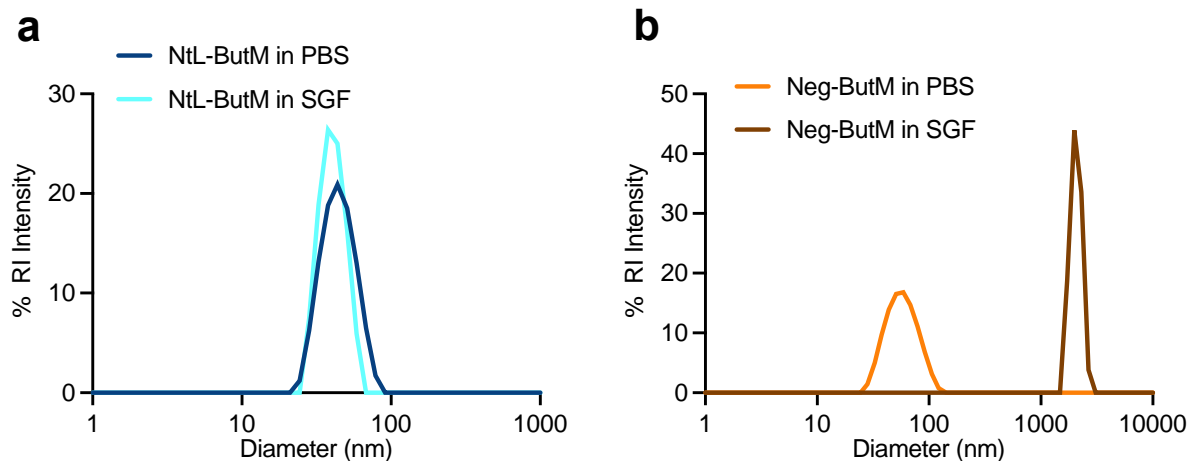 a
NtL-ButM in PBS
NtL-ButM in SGF
30
20
10
0
% RI Intensity
1
10
100
1000
Diameter (nm)
b
Neg-ButM in PBS
Neg-ButM in SGF
50
40
30
20
10
0
% RI Intensity
1
10
100
1000
10000
Diameter (nm)